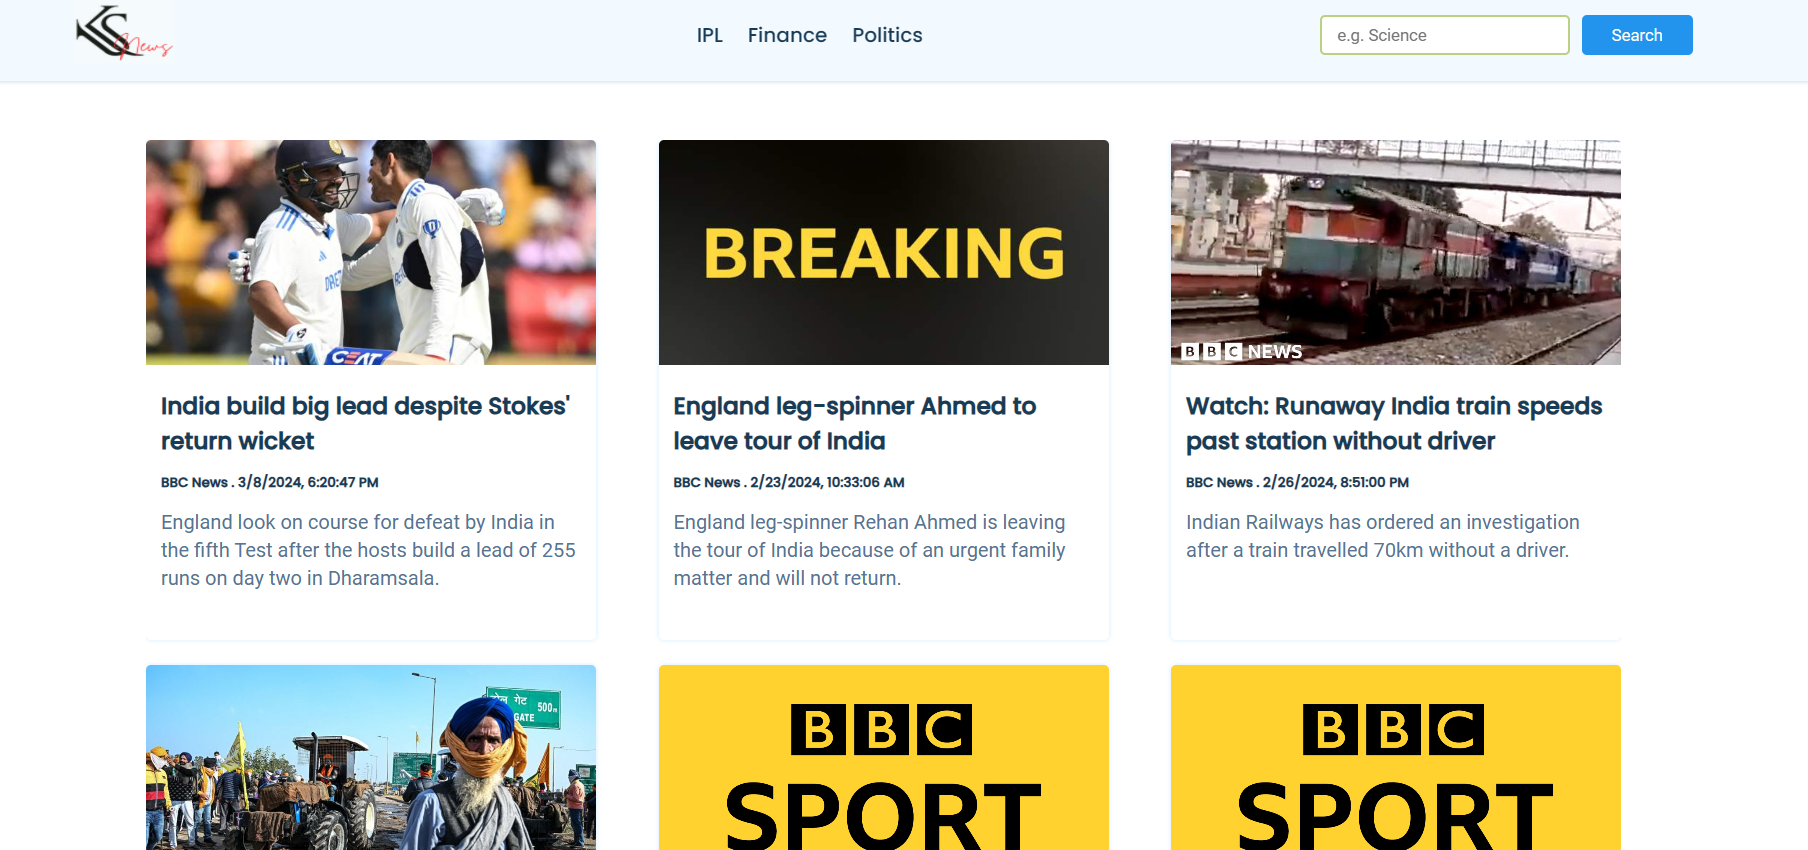 KS News
IPL Finance Politics
e.g. Science
Search
BREAKING
BBC NEWS
India build big lead despite Stokes'
return wicket
BBC News . 3/8/2024, 6:20:47 PM
England look on course for defeat by India in
the fifth Test after the hosts build a lead of 255
runs on day two in Dharamsala.
England leg-spinner Ahmed to
leave tour of India
BBC News . 2/23/2024, 10:33:06 AM
England leg-spinner Rehan Ahmed is leaving
the tour of India because of an urgent family
matter and will not return.
Watch: Runaway India train speeds
past station without driver
BBC News . 2/26/2024, 8:51:00 PM
Indian Railways has ordered an investigation
after a train travelled 70km without a driver.
गेट
500m
GATE
BBC
SPORT
BBC
SPORT
CEAT